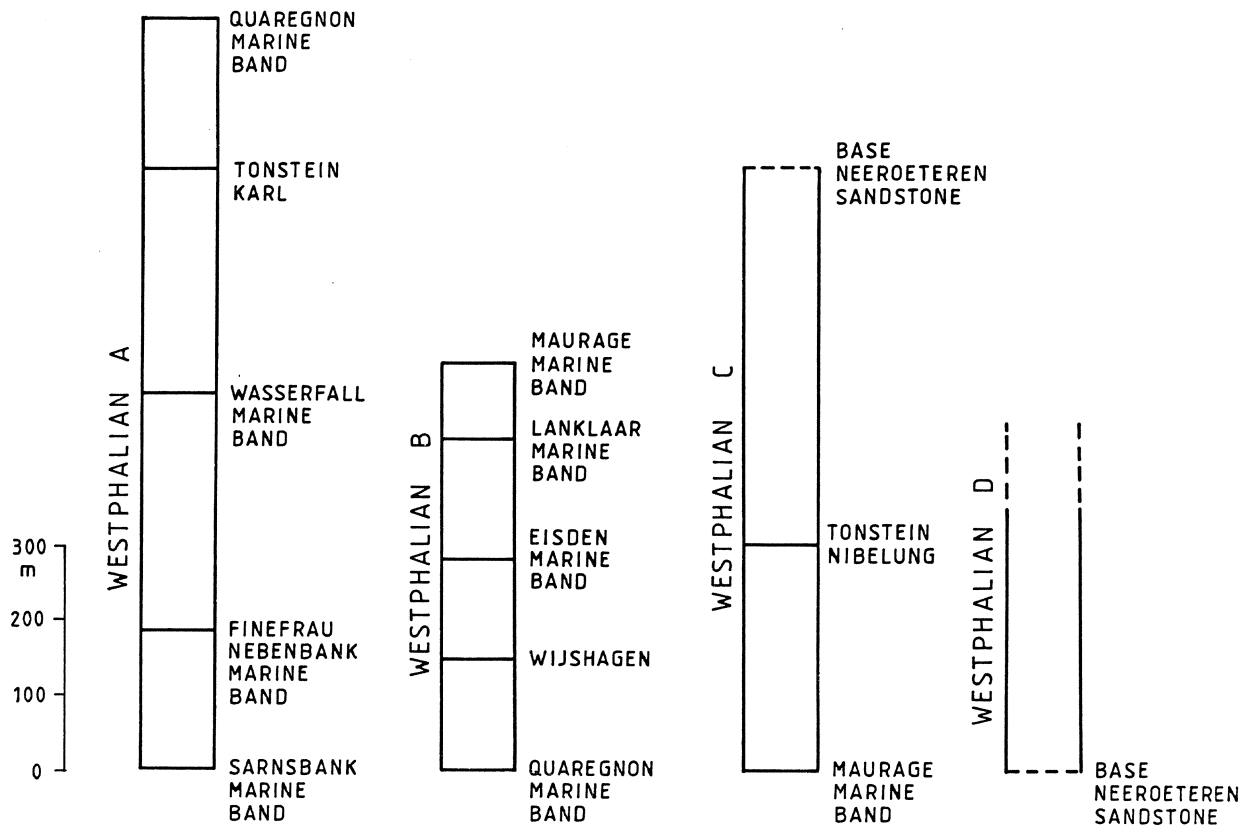 QUAREGNON
MARINE
BAND
TONSTEIN
KARL
WASSERFALL
MARINE
BAND
FINEFRAU
NEBENBANK
MARINE
BAND
SARNSBANK
MARINE
BAND
WESTPHALIAN A
300
m
200
100
0
MAURAGE
MARINE
BAND
LANKLAAR
MARINE
BAND
EISDEN
MARINE
BAND
WIJSHAGEN
QUAREGNON
MARINE
BAND
WESTPHALIAN B
BASE
NEEROETEREN
SANDSTONE
TONSTEIN
NIBELUNG
MAURAGE
MARINE
BAND
WESTPHALIAN C
WESTPHALIAN D
BASE
NEEROETEREN
SANDSTONE